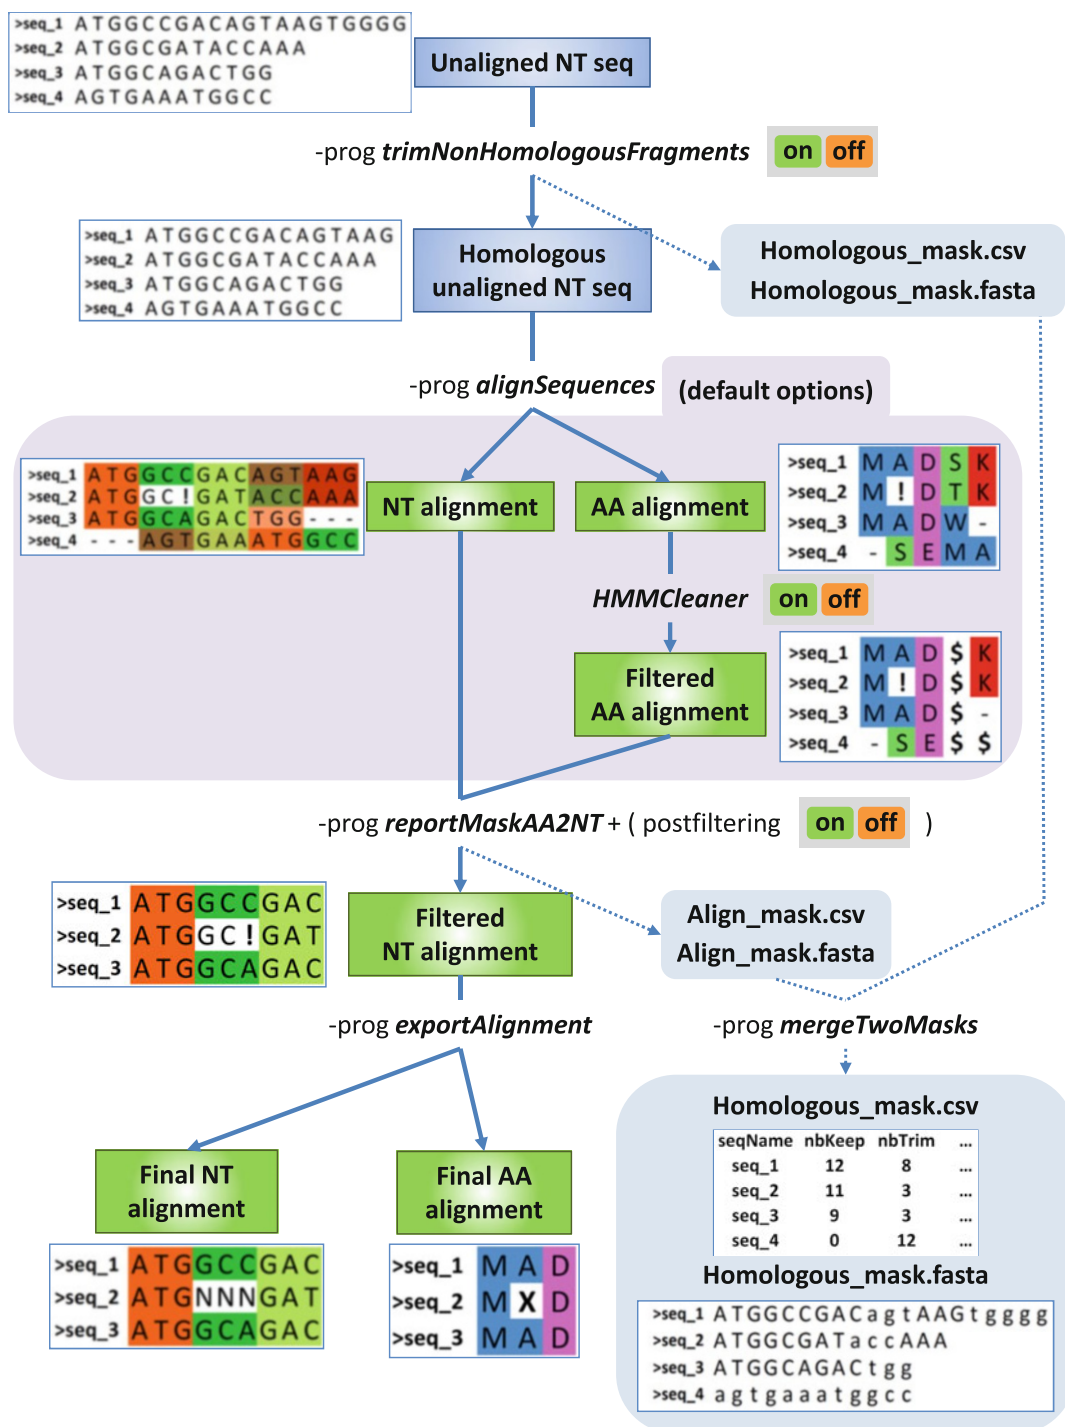 >seq_1 ATGGCCGACAGTAAGTGGGG
>seq_2 ATGGCGATACCAAA
>seq_3 ATGGCAGACTGG
>seq_4 AGTGAAATGGCC
Unaligned NT seq
-prog trimNonHomologousFragments on off
>seq_1 ATGGCCGACAGTAAG
>seq_2 ATGGCGATACCAAA
>seq_3 ATGGCAGACTGG
>seq_4 AGTGAAATGGCC
Homologous
unaligned NT seq
Homologous_mask.csv
Homologous_mask.fasta
-prog alignSequences (default options)
>seq_1 ATGGCCGACAGTAAG
>seq_2 ATGGC!GATACCAAA
>seq_3 ATGGCAGACTGG---
>seq_4 ---AGTGAAATGGCC
NT alignment
AA alignment
>seq_1 MADSK
>seq_2 M!DTK
>seq_3 MADW-
>seq_4 -SEMA
HMMCleaner on off
Filtered
AA alignment
>seq_1 MAD$K
>seq_2 M!D$K
>seq_3 MAD$-
>seq_4 -SE$$
-prog reportMaskAA2NT + ( postfiltering on off )
>seq_1 ATGGCCGAC
>seq_2 ATGGC!GAT
>seq_3 ATGGCAGAC
Filtered
NT alignment
Align_mask.csv
Align_mask.fasta
-prog exportAlignment
-prog mergeTwoMasks
Final NT
alignment
Final AA
alignment
>seq_1 ATGGCCGAC
>seq_2 ATGNNNGAT
>seq_3 ATGGCAGAC
>seq_1 MAD
>seq_2 MXD
>seq_3 MAD
Homologous_mask.csv
seqName nbKeep nbTrim ...
seq_1 12 8 ...
seq_2 11 3 ...
seq_3 9 3 ...
seq_4 0 12 ...
Homologous_mask.fasta
>seq_1 ATGGCCGACagtAAGtgggg
>seq_2 ATGGCGATaccAAA
>seq_3 ATGGCAGACtgg
>seq_4 agtgaaatggcc